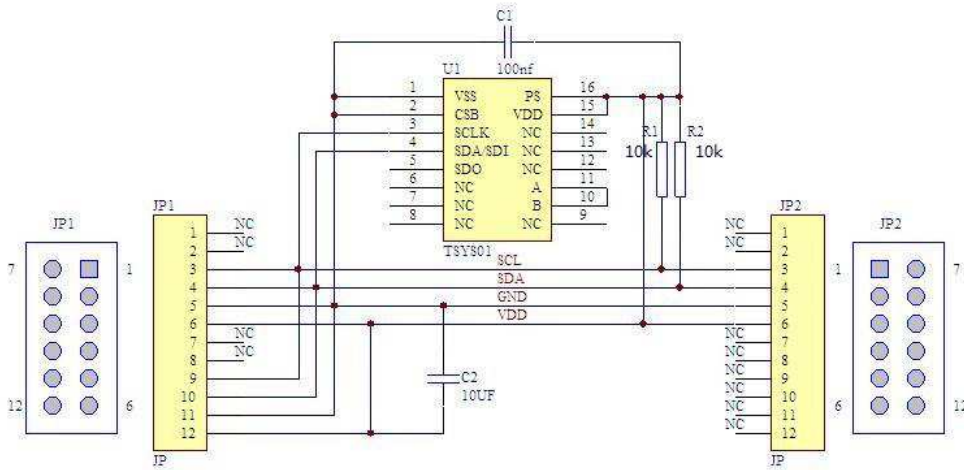 C1
100nf
U1
1 VSS PS 16
2 CSB VDD 15
3 SCLK NC 14
4 SDA/SDI NC 13
5 SDO NC 12
6 NC A 11
7 NC B 10
8 NC NC 9
TSYS01
R1 R2
10k 10k
JP1
7 1
12 6
JP1
1 NC
2 NC
3
4
5
6
7 NC
8 NC
9
10
11
12
JP
SCL
SDA
GND
VDD
C2
10UF
JP2
NC 1
NC 2
3
4
5
6
NC 7
NC 8
NC 9
NC 10
NC 11
NC 12
JP
JP2
1 7
6 12